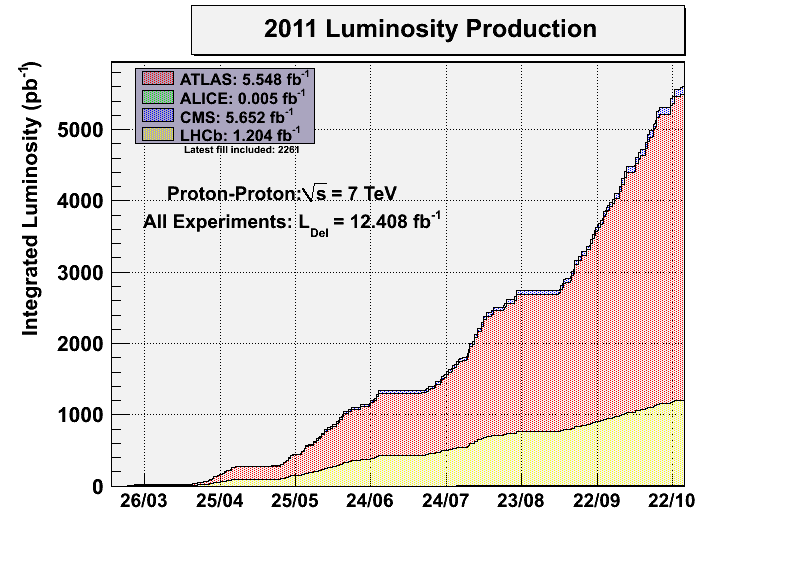 2011 Luminosity Production
Integrated Luminosity (pb-1)
ATLAS: 5.548 fb-1
ALICE: 0.005 fb-1
CMS: 5.652 fb-1
LHCb: 1.204 fb-1
Latest fill included: 2261
Proton-Proton:√s = 7 TeV
All Experiments: LDel = 12.408 fb-1
5000
4000
3000
2000
1000
0
26/03 25/04 25/05 24/06 24/07 23/08 22/09 22/10